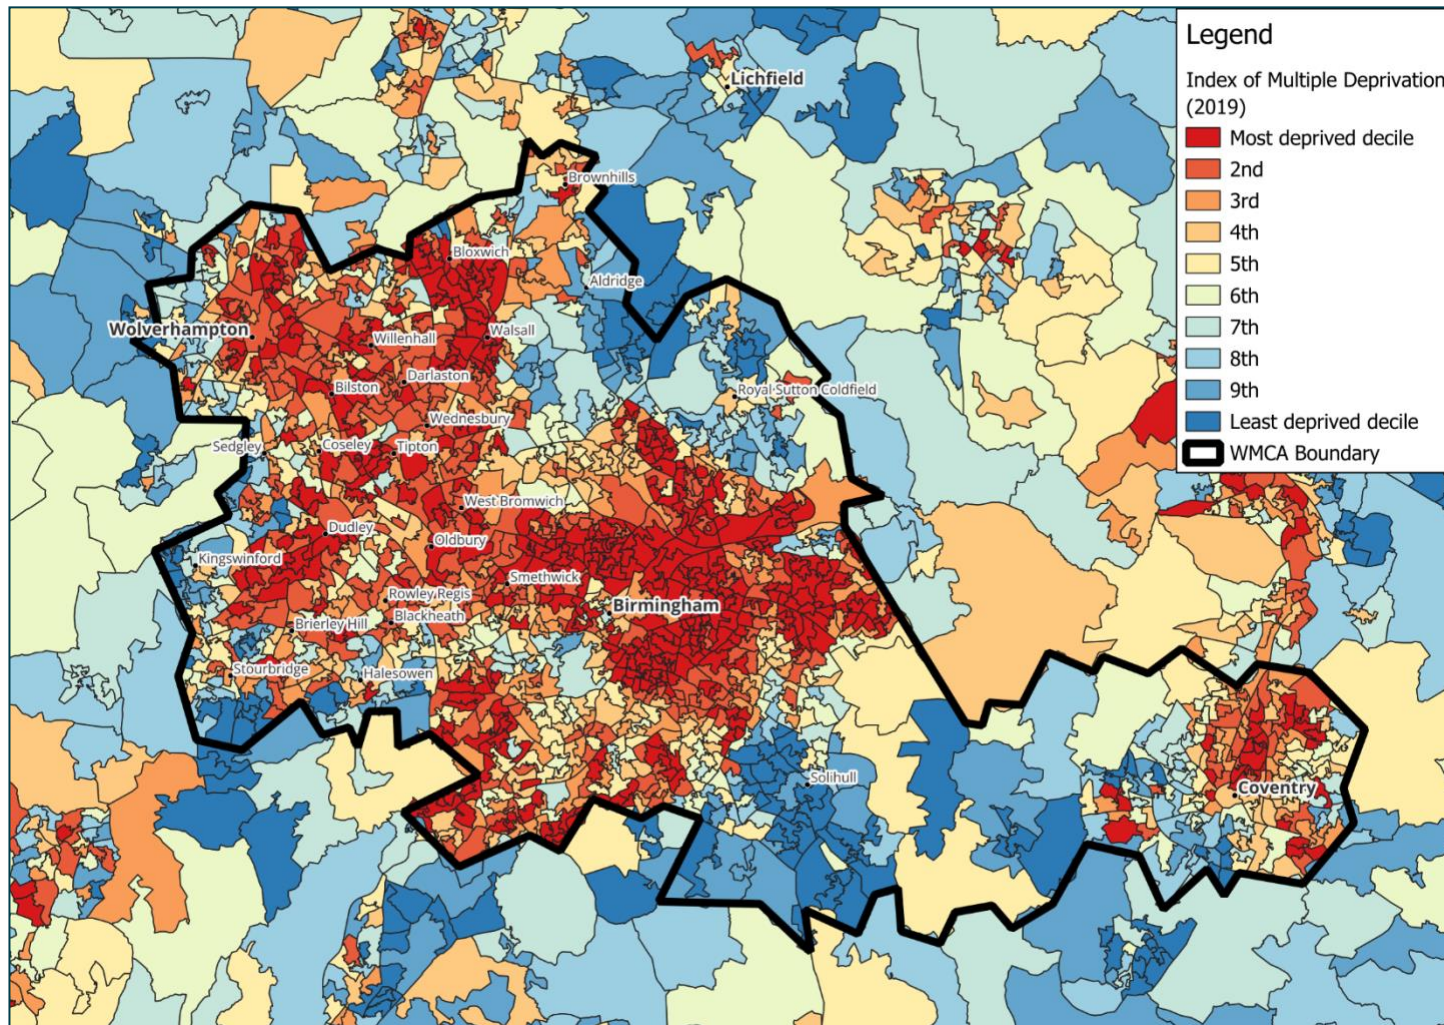 Legend
Index of Multiple Deprivation
(2019)
Most deprived decile
2nd
3rd
4th
5th
6th
7th
8th
9th
Least deprived decile
WMCA Boundary
Lichfield
Brownhills
Bloxwich
Aldridge
Wolverhampton
Willenhall
Walsall
Darlaston
Bilston
Royal Sutton Coldfield
Wednesbury
Sedgley
Coseley
Tipton
West Bromwich
Dudley
Oldbury
Kingswinford
Smethwick
Rowley Regis
Birmingham
Blackheath
Brierley Hill
Stourbridge
Halesowen
Solihull
Coventry